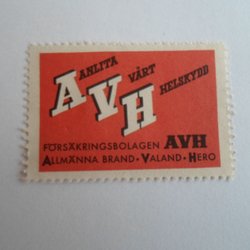 ANLITA
VÅRT
HELSKYDD
AVH
FÖRSÄKRINGSBOLAGEN AVH
ALLMÄNNA BRAND • VALAND • HERO